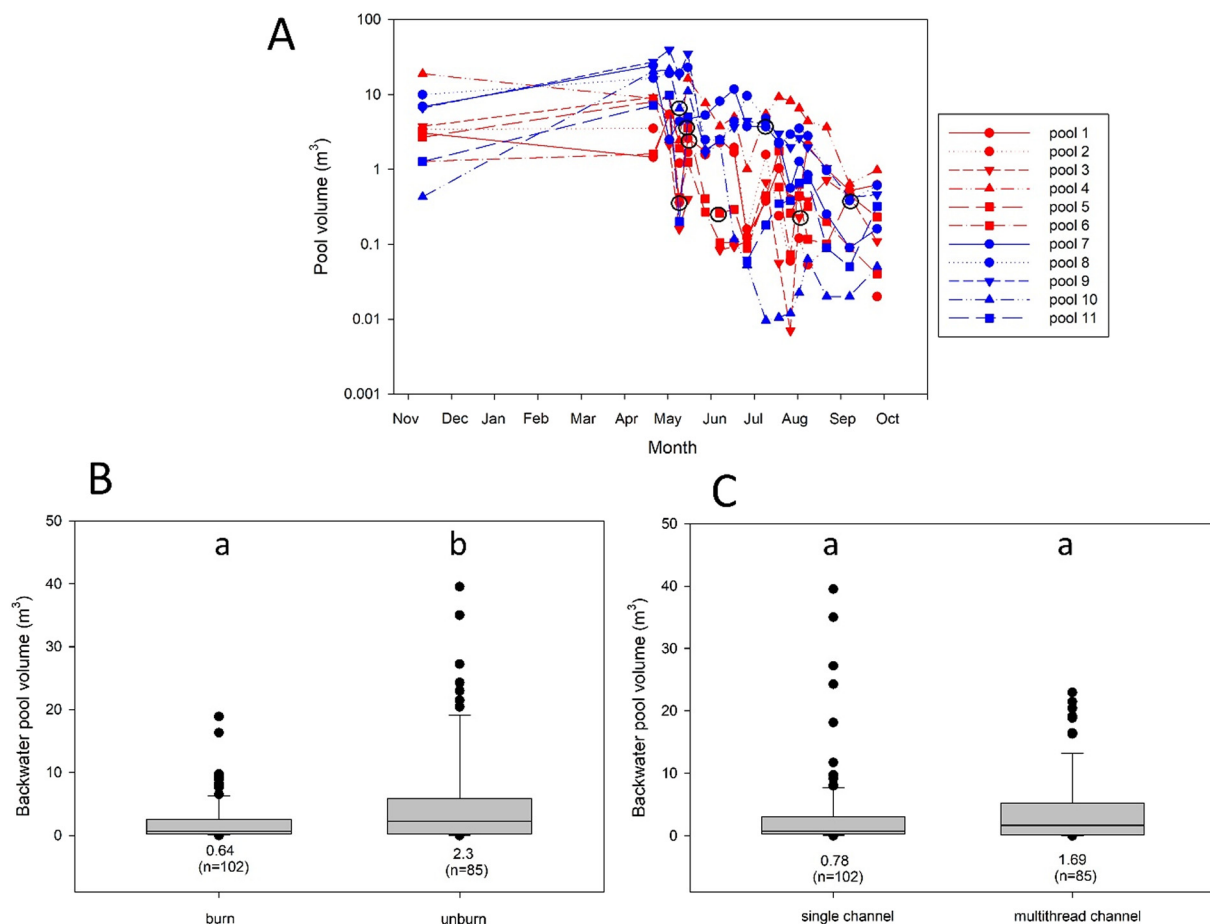 A
Pool volume (m³)
100
10
1
0.1
0.01
0.001
Nov Dec Jan Feb Mar Apr May Jun Jul Aug Sep Oct
Month
pool 1
pool 2
pool 3
pool 4
pool 5
pool 6
pool 7
pool 8
pool 9
pool 10
pool 11
B
Backwater pool volume (m³)
50
40
30
20
10
0
a b
0.64 2.3
(n=102) (n=85)
burn unburn
C
Backwater pool volume (m³)
50
40
30
20
10
0
a a
0.78 1.69
(n=102) (n=85)
single channel multithread channel